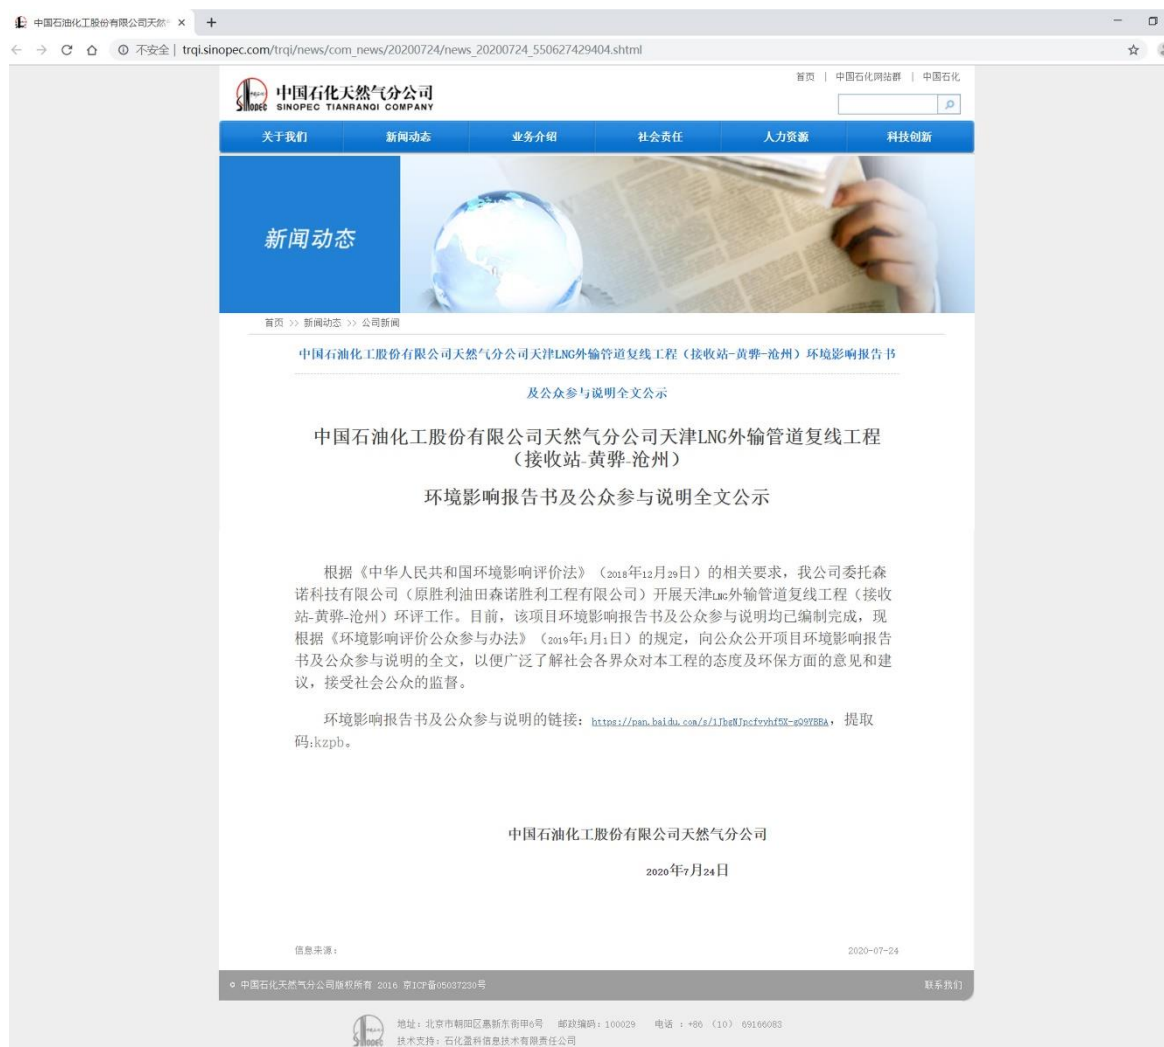 中国石油化工股份有限公司天然
不安全 | trqi.sinopec.com/trqi/news/com_news/20200724/news_20200724_550627429404.shtml
首页 | 中国石化网站群 | 中国石化
中国石化天然气分公司
SINOPEC TIANRANQI COMPANY
关于我们 新闻动态 业务介绍 社会责任 人力资源 科技创新
新闻动态
首页 >> 新闻动态 >> 公司新闻
中国石油化工股份有限公司天然气分公司天津LNG外输管道复线工程（接收站-黄骅-沧州）环境影响报告书
及公众参与说明全文公示
中国石油化工股份有限公司天然气分公司天津LNG外输管道复线工程
（接收站-黄骅-沧州）
环境影响报告书及公众参与说明全文公示
根据《中华人民共和国环境影响评价法》（2018年12月29日）的相关要求，我公司委托森
诺科技有限公司（原胜利油田森诺胜利工程有限公司）开展天津LNG外输管道复线工程（接收
站-黄骅-沧州）环评工作。目前，该项目环境影响报告书及公众参与说明均已编制完成，现
根据《环境影响评价公众参与办法》（2019年1月1日）的规定，向公众公开项目环境影响报告
书及公众参与说明的全文，以便广泛了解社会各界众对本工程的态度及环保方面的意见和建
议，接受社会公众的监督。
环境影响报告书及公众参与说明的链接：https://pan.baidu.com/s/，提取
码:kzpb。
中国石油化工股份有限公司天然气分公司
2020年7月24日
信息来源：
2020-07-24
中国石化天然气分公司版权所有 2016 京ICP备05037230号 联系我们
地址：北京市朝阳区惠新东街甲6号 邮政编码：100029 电话：+86 （10） 69166083
技术支持：石化盈科信息技术有限责任公司